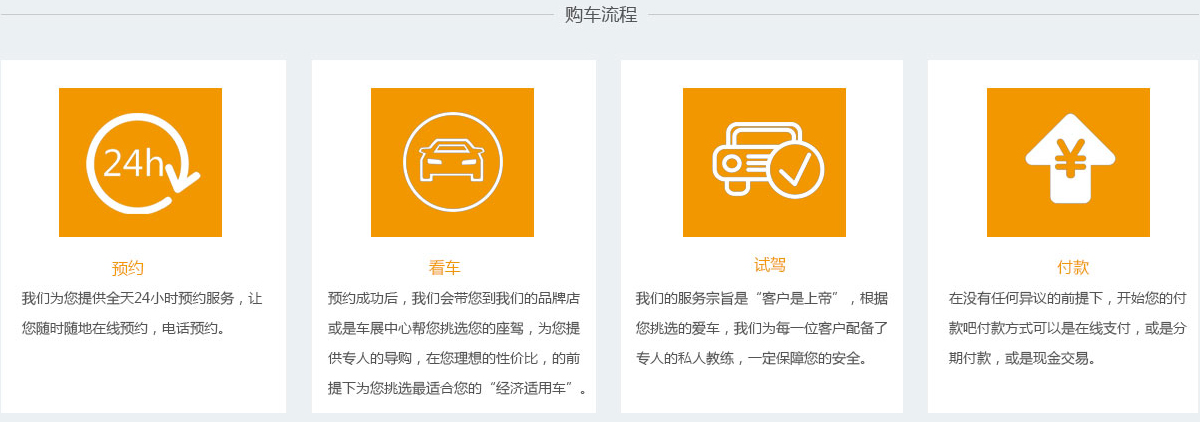 购车流程
24h
预约
我们为您提供全天24小时预约服务，让
您随时随地在线预约，电话预约。
看车
预约成功后，我们会带您到我们的品牌店
或是车展中心帮您挑选您的座驾，为您提
供专人的导购，在您理想的性价比，的前
提下为您挑选最适合您的“经济适用车”。
试驾
我们的服务宗旨是“客户是上帝”，根据
您挑选的爱车，我们为每一位客户配备了
专人的私人教练，一定保障您的安全。
¥
付款
在没有任何异议的前提下，开始您的付
款吧付款方式可以是在线支付，或是分
期付款，或是现金交易。